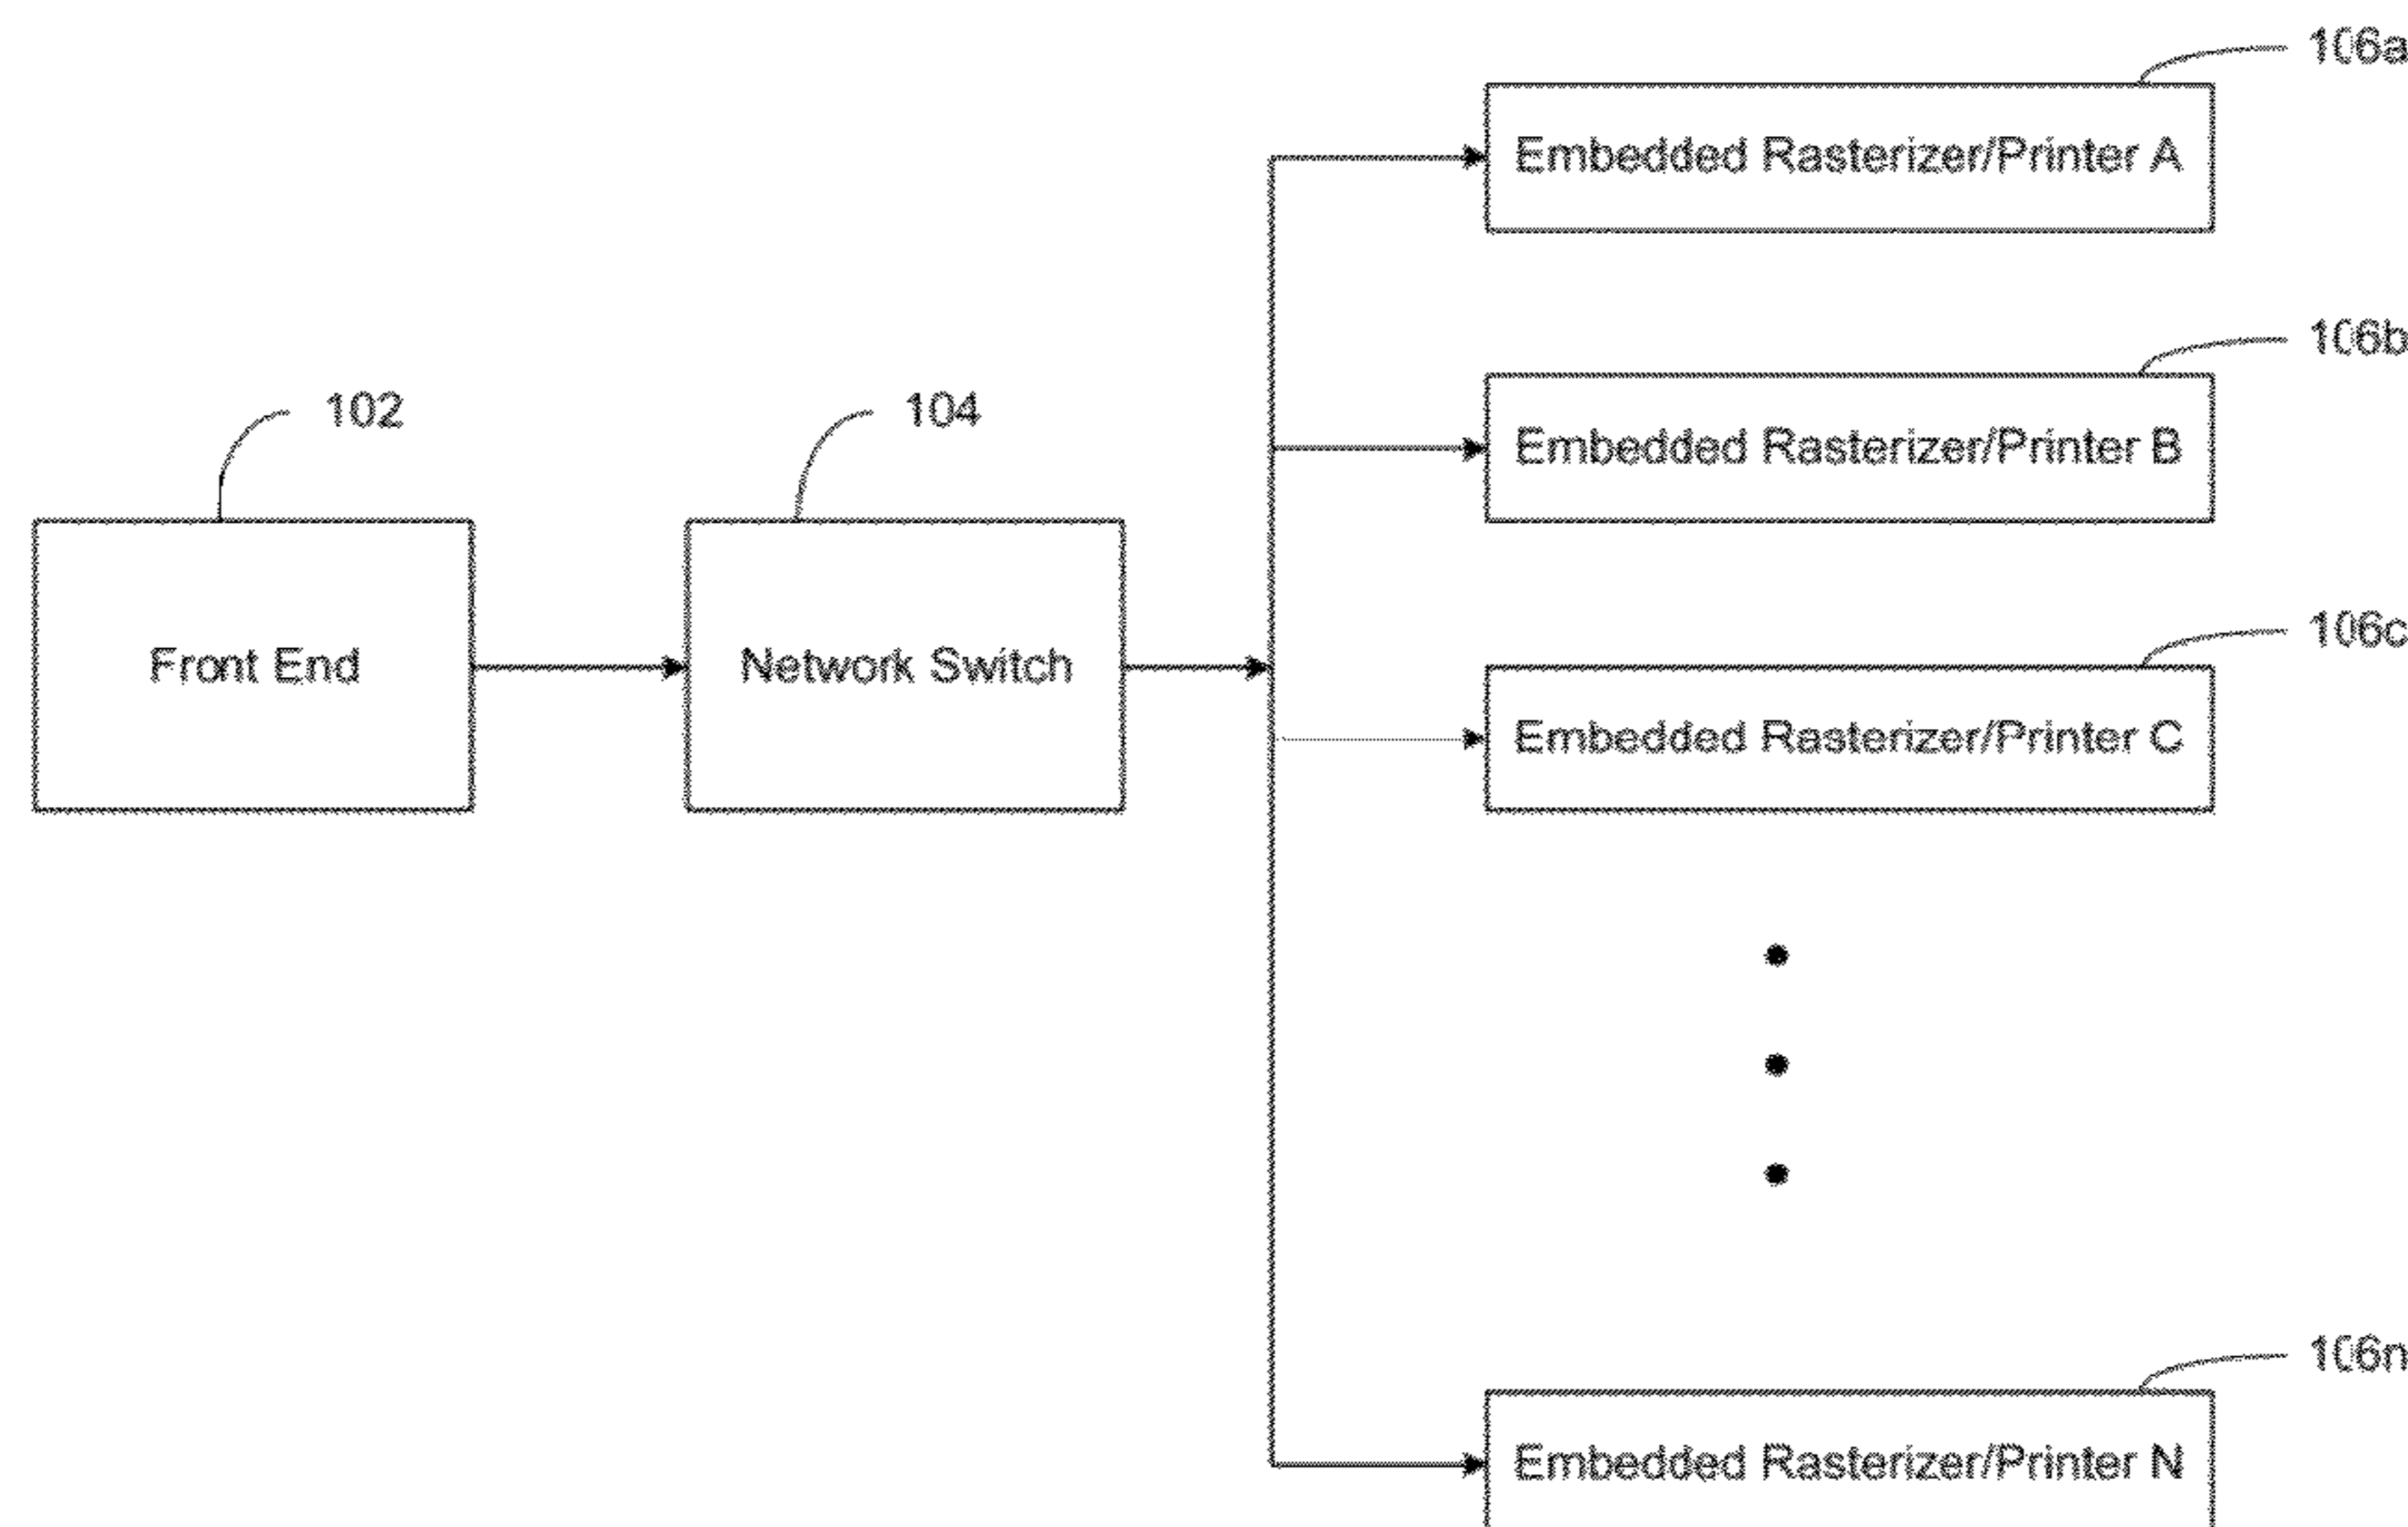 106a
Embedded Rasterizer/Printer A
106b
Embedded Rasterizer/Printer B
102
104
Front End
Network Switch
106c
Embedded Rasterizer/Printer C
106n
Embedded Rasterizer/Printer N